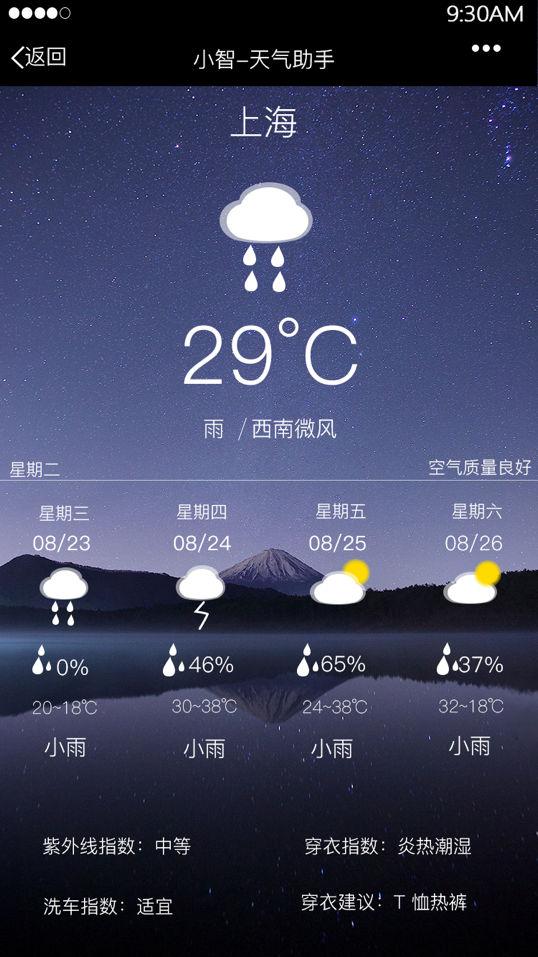 9:30AM
返回
小智-天气助手
上海
29°C
雨 / 西南微风
星期二
空气质量良好
星期三 星期四 星期五 星期六
08/23 08/24 08/25 08/26
0% 46% 65% 37%
20~18℃ 30~38℃ 24~38℃ 32~18℃
小雨 小雨 小雨 小雨
紫外线指数：中等 穿衣指数：炎热潮湿
洗车指数：适宜 穿衣建议：T 恤热裤